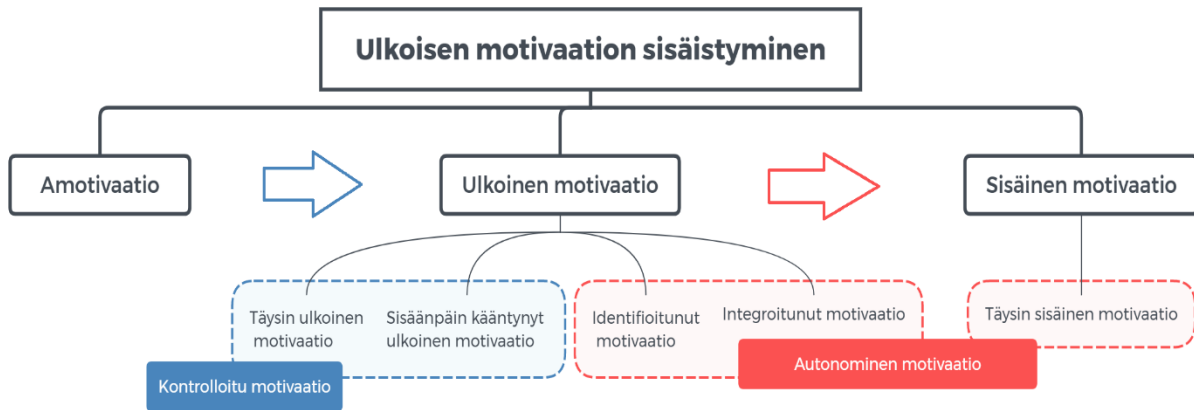 Ulkoisen motivaation sisäistyminen
Amotivaatio
Ulkoinen motivaatio
Sisäinen motivaatio
Täysin ulkoinen
motivaatio
Sisäänpäin kääntynyt
ulkoinen motivaatio
Identifioitunut
motivaatio
Integroitunut motivaatio
Täysin sisäinen motivaatio
Kontrolloitu motivaatio
Autonominen motivaatio